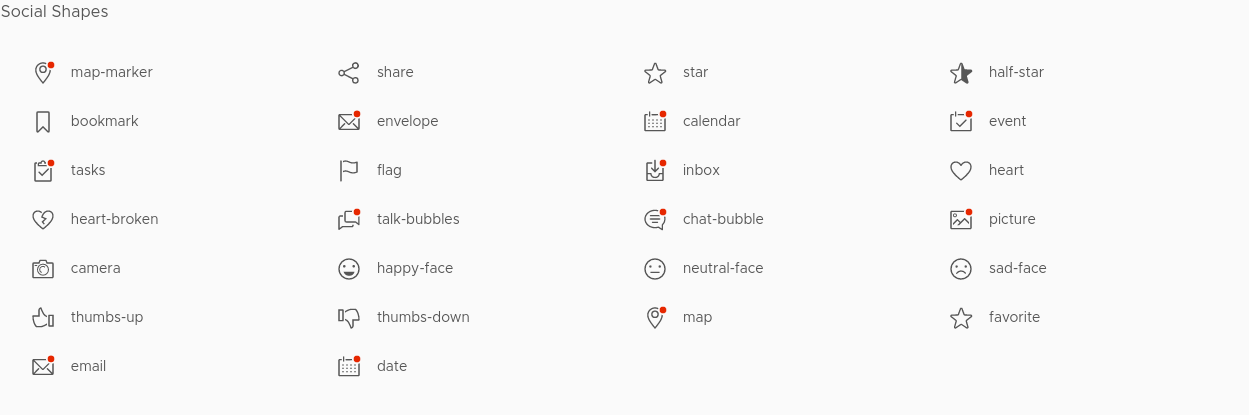 Social Shapes
map-marker share star half-star
bookmark envelope calendar event
tasks flag inbox heart
heart-broken talk-bubbles chat-bubble picture
camera happy-face neutral-face sad-face
thumbs-up thumbs-down map favorite
email date